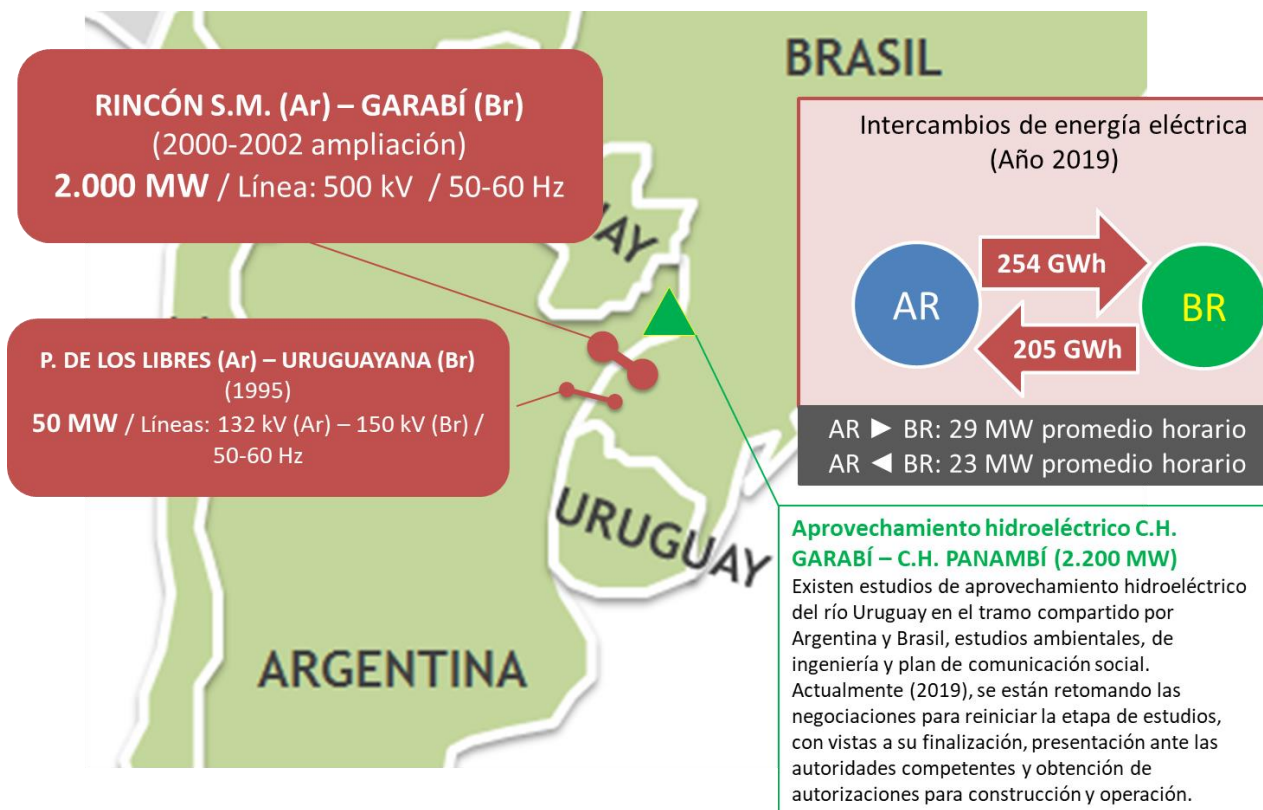 BRASIL
RINCÓN S.M. (Ar) – GARABÍ (Br)
(2000-2002 ampliación)
2.000 MW / Línea: 500 kV / 50-60 Hz
AY
P. DE LOS LIBRES (Ar) – URUGUAYANA (Br)
(1995)
50 MW / Líneas: 132 kV (Ar) – 150 kV (Br) /
50-60 Hz
URUGUAY
ARGENTINA
Intercambios de energía eléctrica
(Año 2019)
AR
254 GWh
205 GWh
BR
AR ► BR: 29 MW promedio horario
AR ◄ BR: 23 MW promedio horario
Aprovechamiento hidroeléctrico C.H.
GARABÍ – C.H. PANAMBÍ (2.200 MW)
Existen estudios de aprovechamiento hidroeléctrico
del río Uruguay en el tramo compartido por
Argentina y Brasil, estudios ambientales, de
ingeniería y plan de comunicación social.
Actualmente (2019), se están retomando las
negociaciones para reiniciar la etapa de estudios,
con vistas a su finalización, presentación ante las
autoridades competentes y obtención de
autorizaciones para construcción y operación.